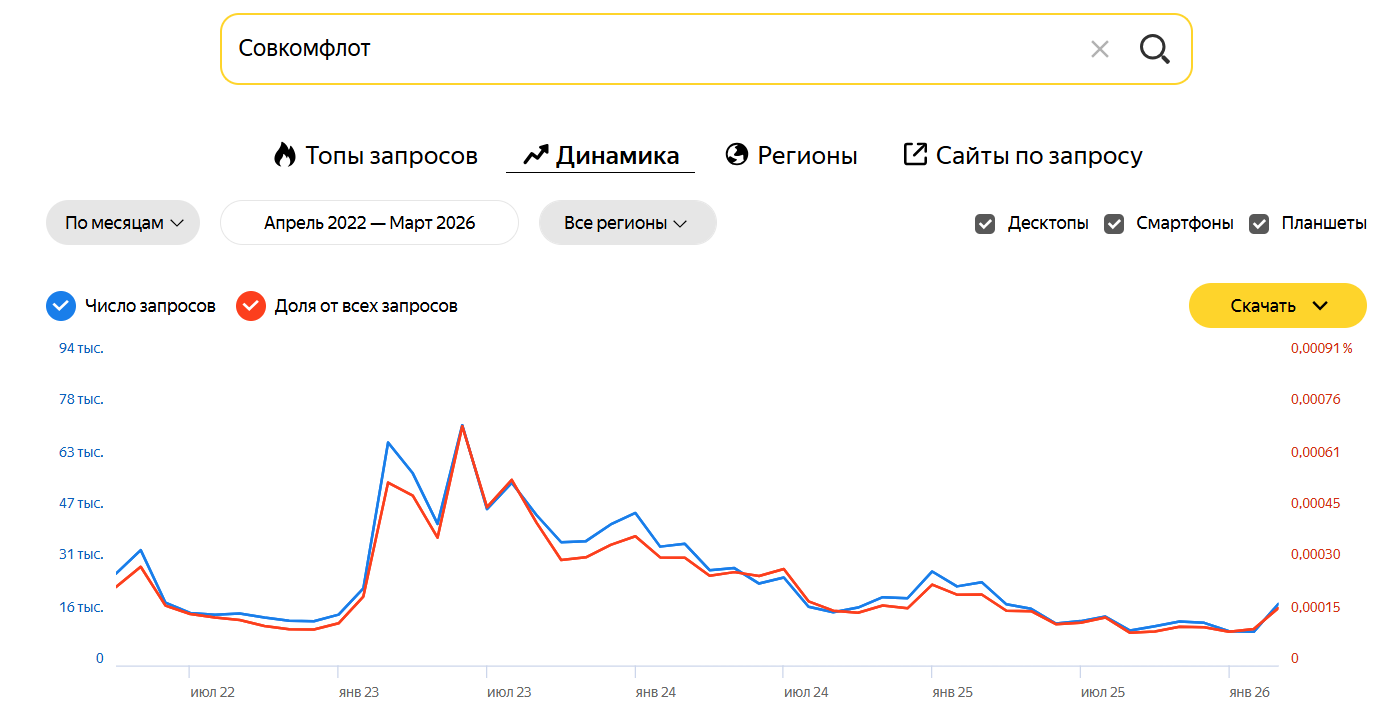 Совкомфлот
Топы запросов Динамика Регионы Сайты по запросу
По месяцам Апрель 2022 — Март 2026 Все регионы Десктопы Смартфоны Планшеты
Число запросов Доля от всех запросов Скачать
94 тыс. 0,00091 %
78 тыс. 0,00076
63 тыс. 0,00061
47 тыс. 0,00045
31 тыс. 0,00030
16 тыс. 0,00015
0 0
июл 22 янв 23 июл 23 янв 24 июл 24 янв 25 июл 25 янв 26